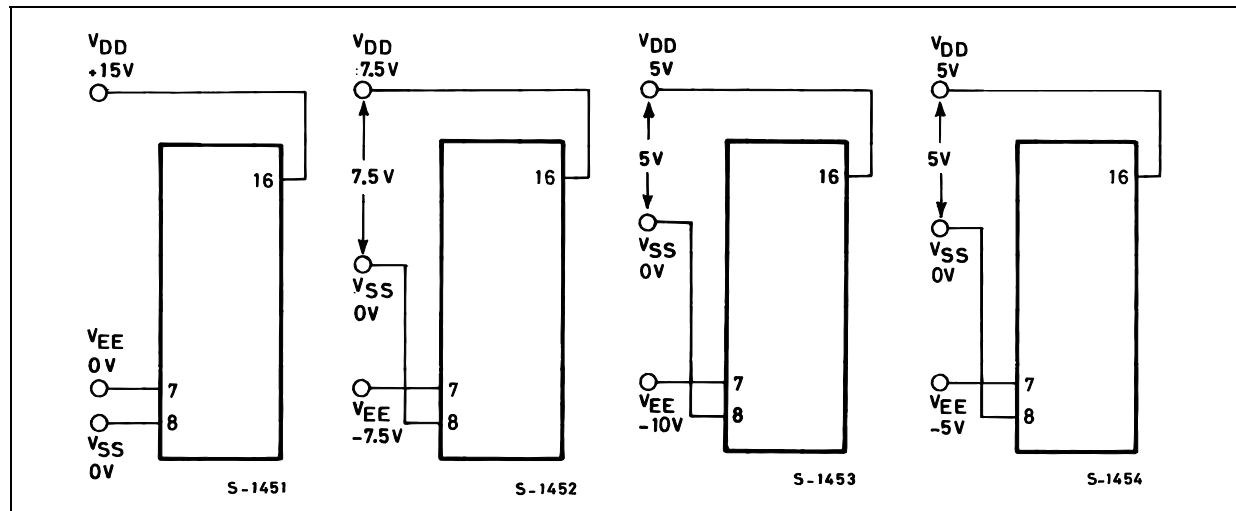 VDD
+15V
16
VEE
0V
7
8
VSS
0V
S-1451
VDD
7.5V
7.5V
16
VSS
0V
7
VEE
-7.5V
8
S-1452
VDD
5V
5V
16
VSS
0V
7
VEE
-10V
8
S-1453
VDD
5V
5V
16
VSS
0V
7
VEE
-5V
8
S-1454